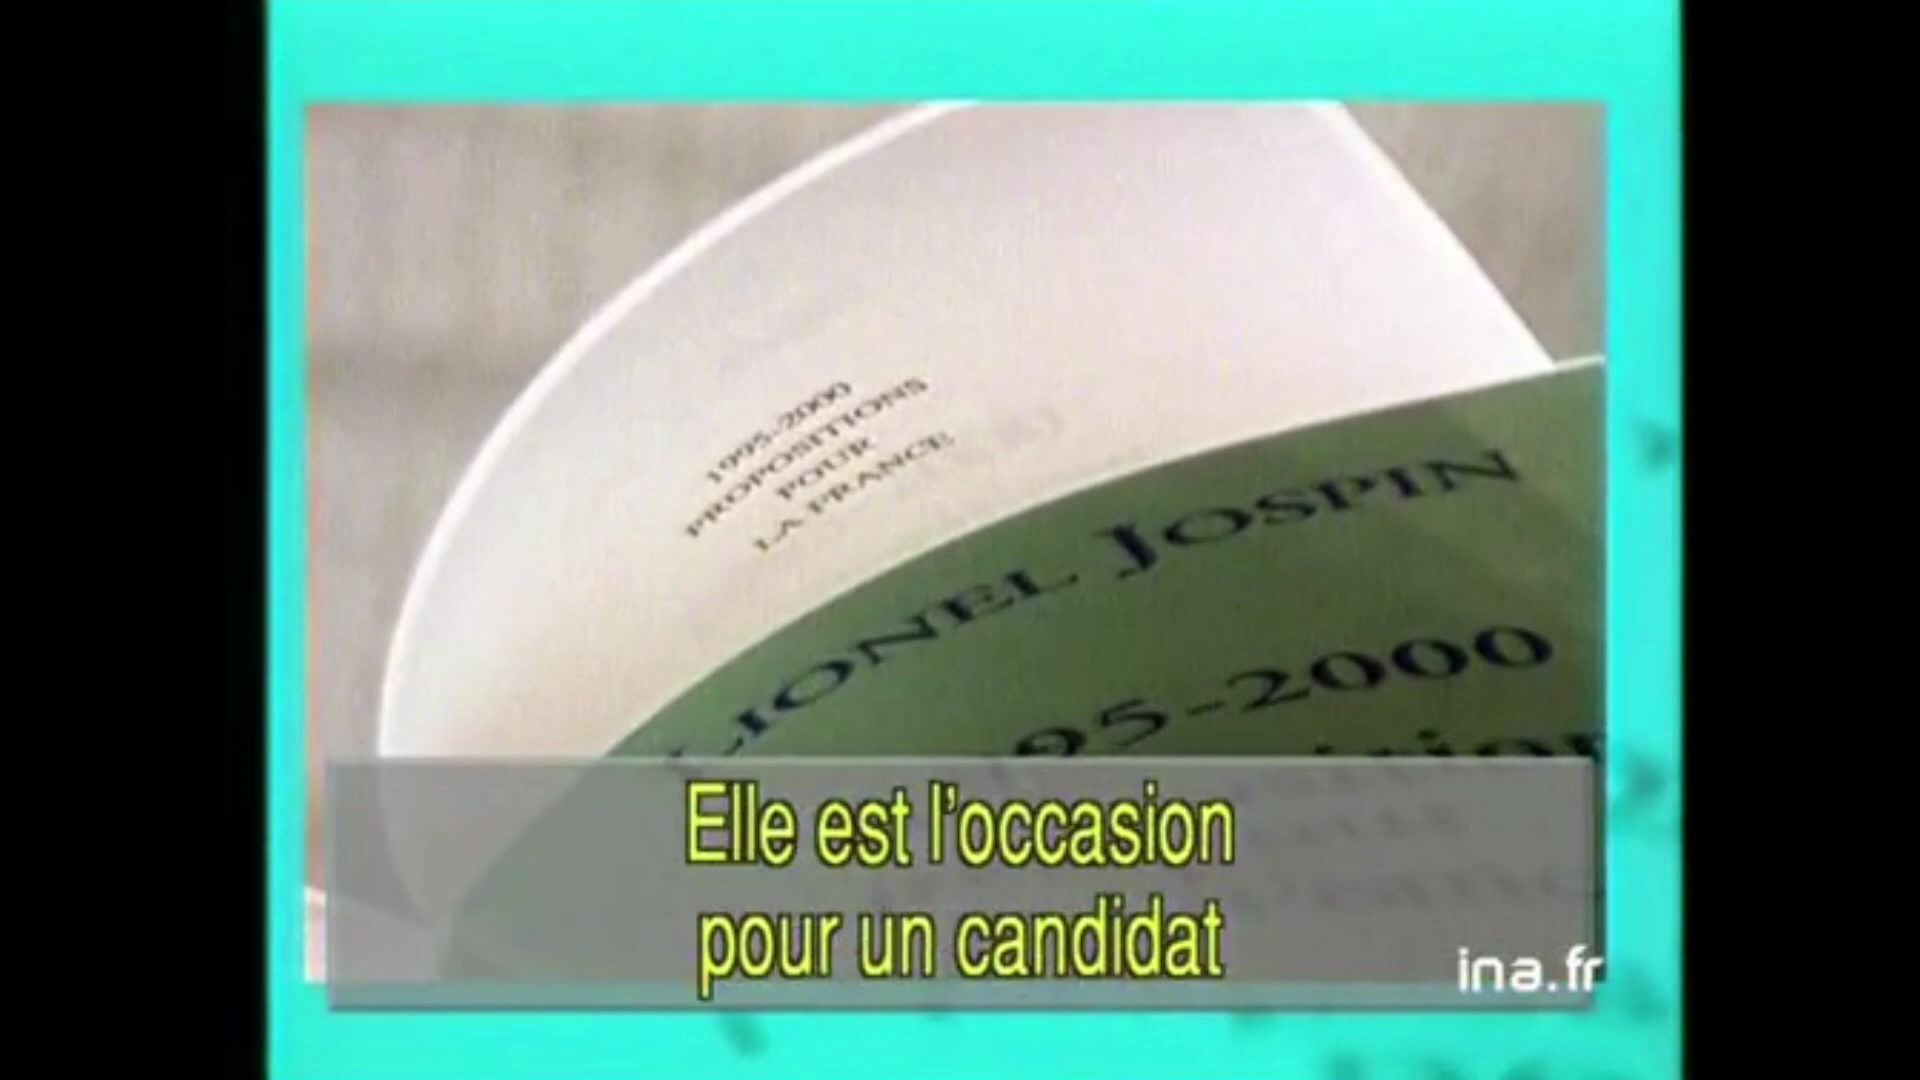 1995-2000
PROPOSITIONS
POUR
LA FRANCE
LIONEL JOSPIN
95-2000
Elle est l'occasion
pour un candidat
ina.fr